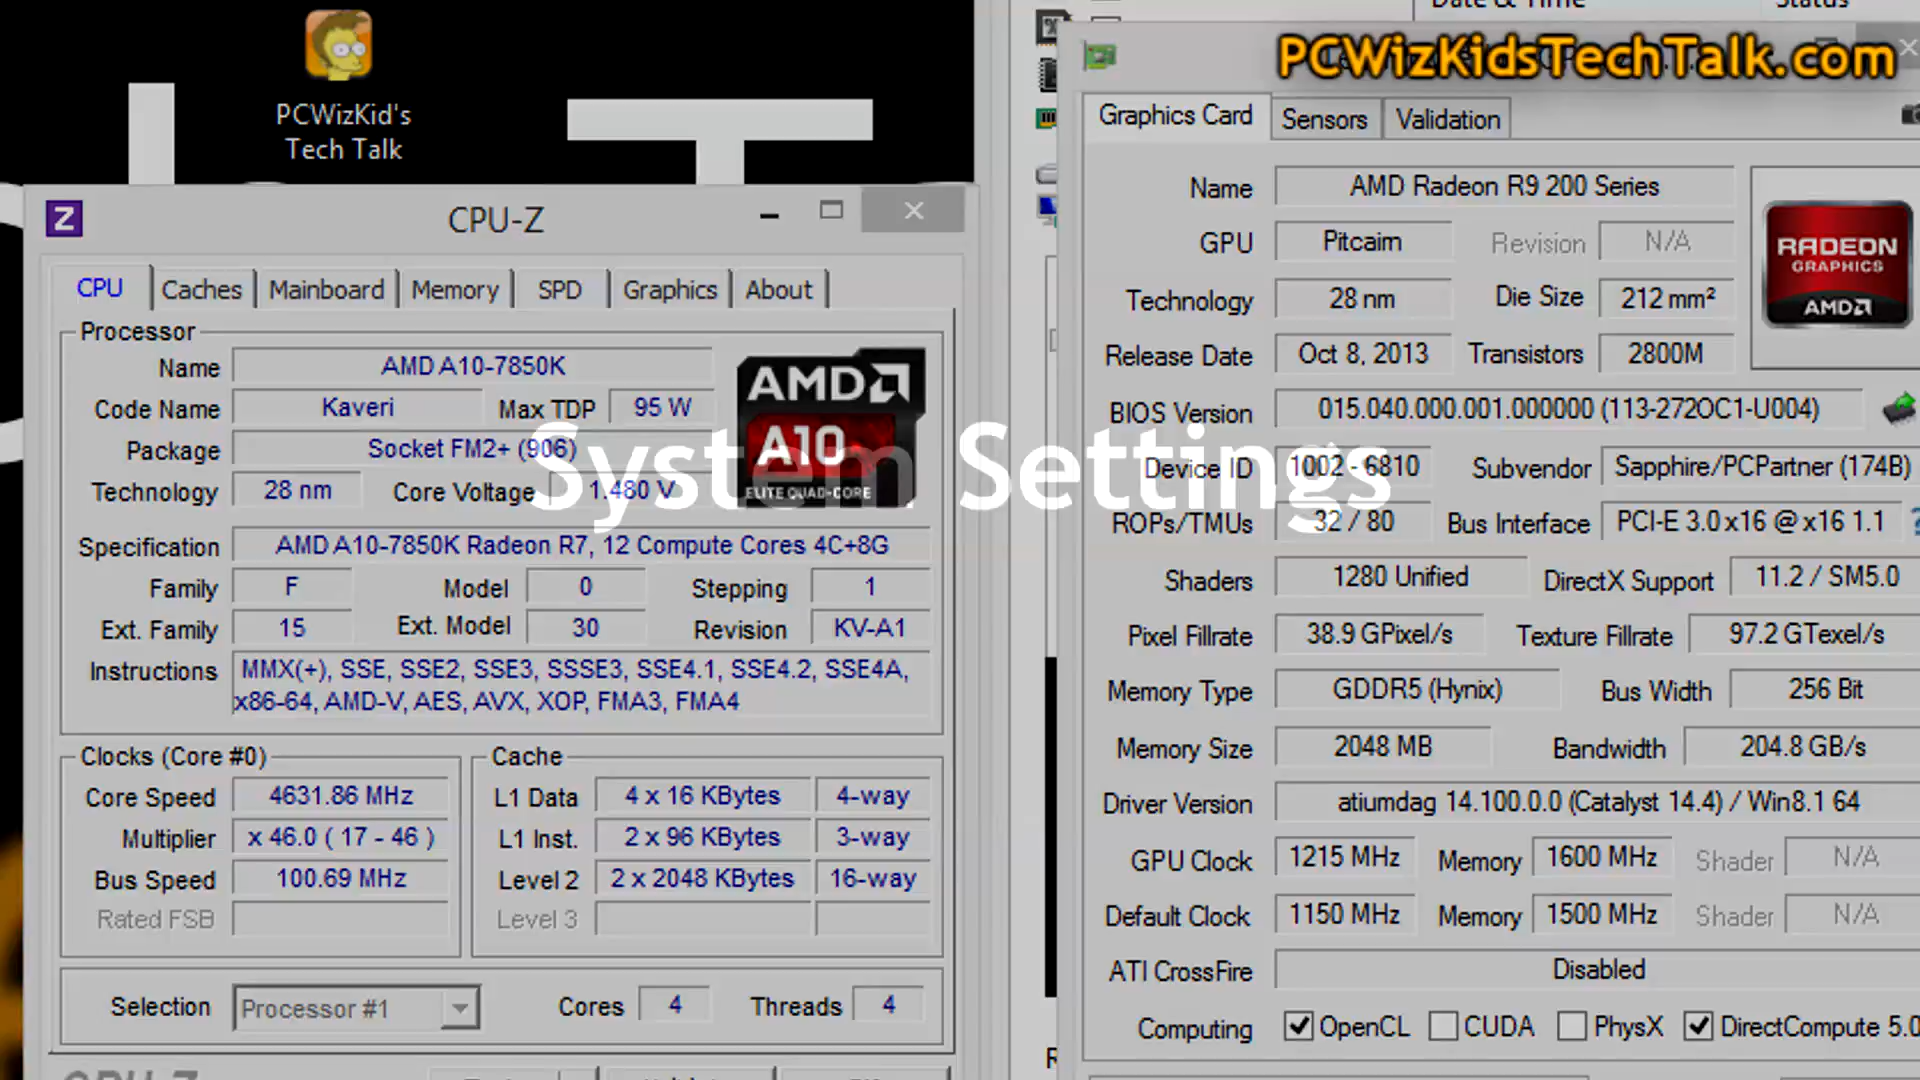 PCWizKid's
Tech Talk
CPU-Z
CPU Caches Mainboard Memory SPD Graphics About
Processor
Name AMD A10-7850K
Code Name Kaveri Max TDP 95 W
Package Socket FM2+ (906)
Technology 28 nm Core Voltage 1.480 V
AMD
A10
ELITE QUAD-CORE
Specification AMD A10-7850K Radeon R7, 12 Compute Cores 4C+8G
Family F Model 0 Stepping 1
Ext. Family 15 Ext. Model 30 Revision KV-A1
Instructions MMX(+), SSE, SSE2, SSE3, SSSE3, SSE4.1, SSE4.2, SSE4A,
x86-64, AMD-V, AES, AVX, XOP, FMA3, FMA4
Clocks (Core #0)
Core Speed 4631.86 MHz
Multiplier x 46.0 ( 17 - 46 )
Bus Speed 100.69 MHz
Rated FSB
Cache
L1 Data 4 x 16 KBytes 4-way
L1 Inst. 2 x 96 KBytes 3-way
Level 2 2 x 2048 KBytes 16-way
Level 3
Selection Processor #1 Cores 4 Threads 4
System Settings
Date & Time Status
PCWizKidsTechTalk.com
Graphics Card Sensors Validation
Name AMD Radeon R9 200 Series
GPU Pitcairn Revision N/A
Technology 28 nm Die Size 212 mm²
Release Date Oct 8, 2013 Transistors 2800M
RADEON
GRAPHICS
AMD
BIOS Version 015.040.000.001.000000 (113-272OC1-U004)
Device ID 1002 - 6810 Subvendor Sapphire/PCPartner (174B)
ROPs/TMUs 32 / 80 Bus Interface PCI-E 3.0 x16 @ x16 1.1
Shaders 1280 Unified DirectX Support 11.2 / SM5.0
Pixel Fillrate 38.9 GPixel/s Texture Fillrate 97.2 GTexel/s
Memory Type GDDR5 (Hynix) Bus Width 256 Bit
Memory Size 2048 MB Bandwidth 204.8 GB/s
Driver Version atiumdag 14.100.0.0 (Catalyst 14.4) / Win8.1 64
GPU Clock 1215 MHz Memory 1600 MHz Shader N/A
Default Clock 1150 MHz Memory 1500 MHz Shader N/A
ATI CrossFire Disabled
Computing OpenCL CUDA PhysX DirectCompute 5.0